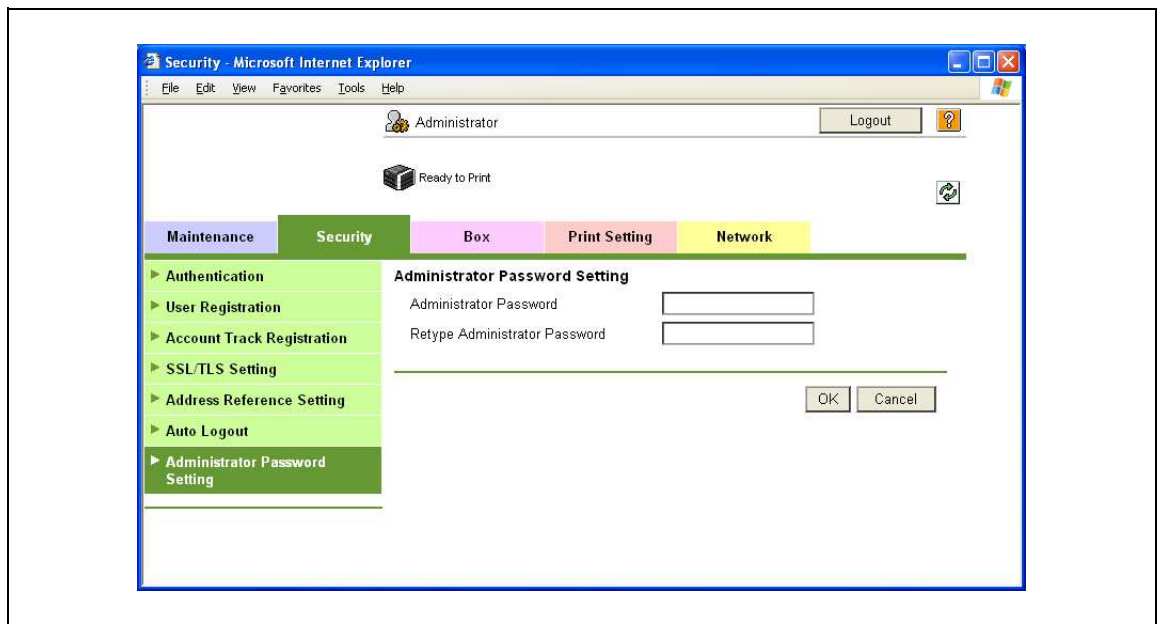 Security - Microsoft Internet Explorer
File Edit View Favorites Tools Help
Administrator
Logout
?
Ready to Print
Maintenance
Security
Box
Print Setting
Network
Authentication
User Registration
Account Track Registration
SSL/TLS Setting
Address Reference Setting
Auto Logout
Administrator Password
Setting
Administrator Password Setting
Administrator Password
Retype Administrator Password
OK
Cancel